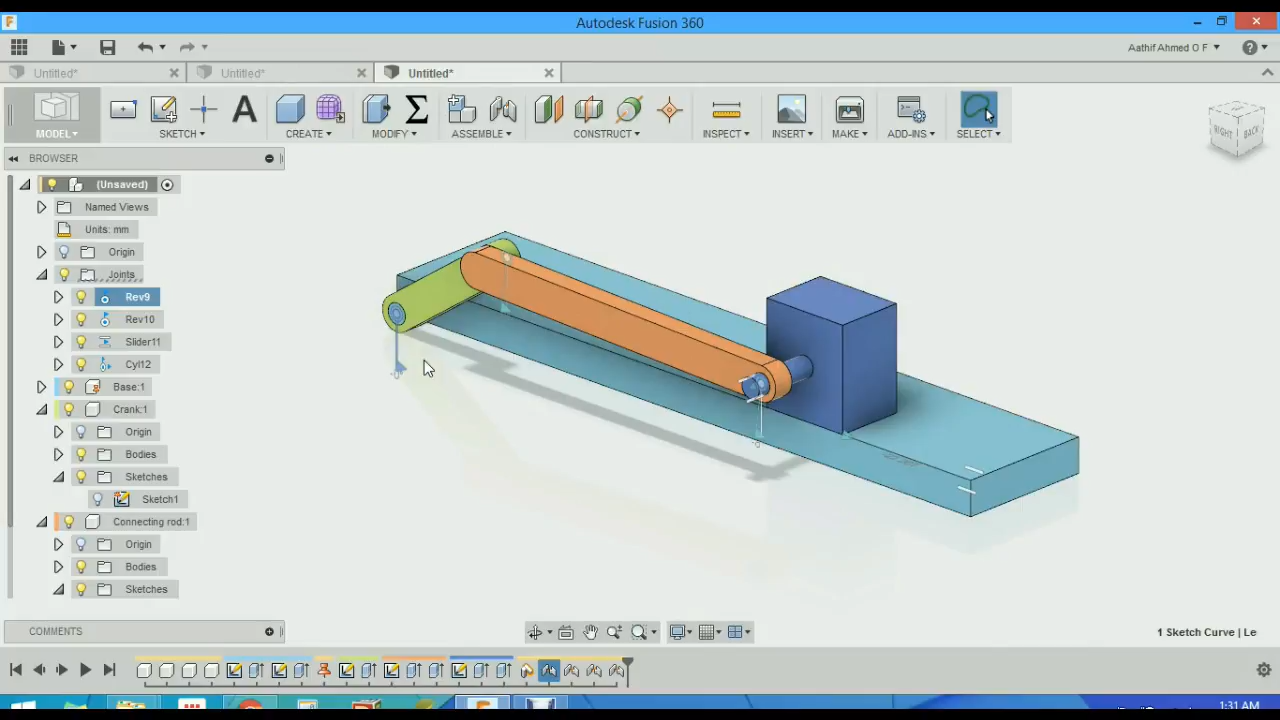 Autodesk Fusion 360
Aathif Ahmed O F
Untitled*
Untitled*
Untitled*
MODEL
SKETCH
CREATE
MODIFY
ASSEMBLE
CONSTRUCT
INSPECT
INSERT
MAKE
ADD-INS
SELECT
RIGHT
BACK
BROWSER
(Unsaved)
Named Views
Units: mm
Origin
Joints
Rev9
Rev10
Slider11
Cyl12
Base:1
Crank:1
Origin
Bodies
Sketches
Sketch1
Connecting rod:1
Origin
Bodies
Sketches
COMMENTS
1 Sketch Curve | Le
1:31 AM